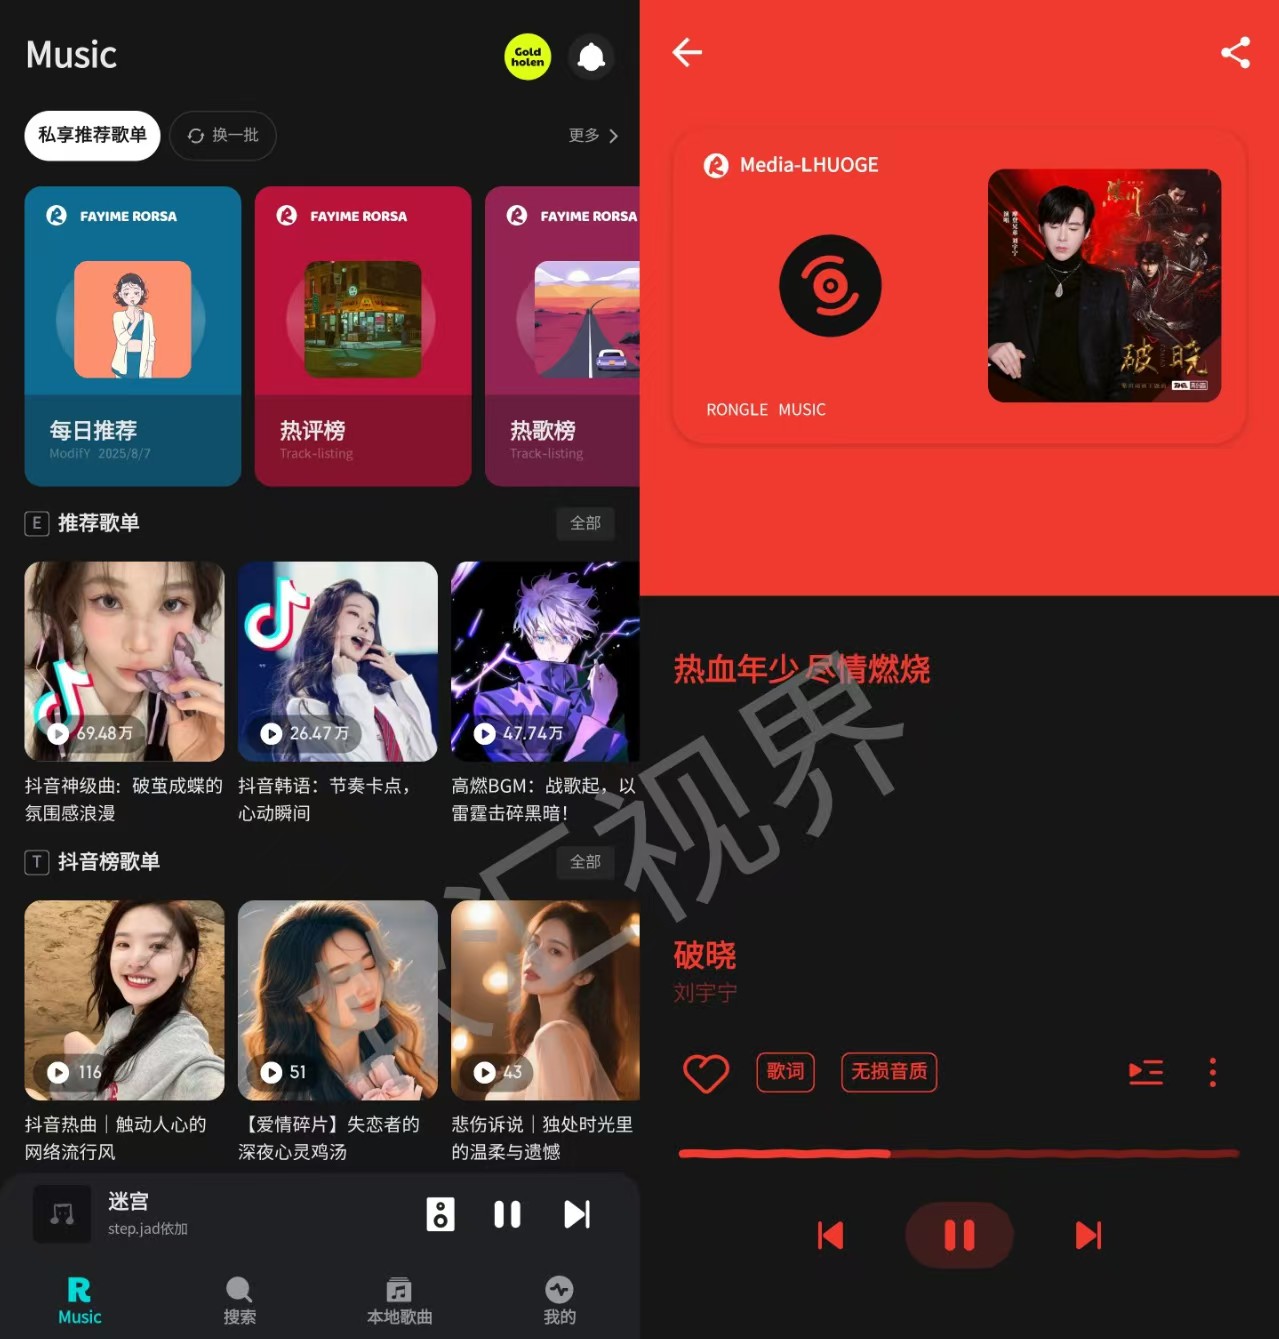 Music
Gold
holen
私享推荐歌单
换一批
更多
FAYIME RORSA
FAYIME RORSA
FAYIME RORSA
每日推荐
ModifY 2025/8/7
热评榜
Track-listing
热歌榜
Track-listing
E 推荐歌单
全部
69.48万
26.47万
47.74万
抖音神级曲：破茧成蝶的
氛围感浪漫
抖音韩语：节奏卡点，
心动瞬间
高燃BGM：战歌起，以
雷霆击碎黑暗！
T 抖音榜歌单
全部
116
51
43
抖音热曲｜触动人心的
网络流行风
【爱情碎片】失恋者的
深夜心灵鸡汤
悲伤诉说｜独处时光里
的温柔与遗憾
迷宫
step.jad依加
Music
搜索
本地歌曲
我的
Media-LHUOGE
破晓
RONGLE MUSIC
热血年少 尽情燃烧
破晓
刘宇宁
歌词
无损音质
软汇视界